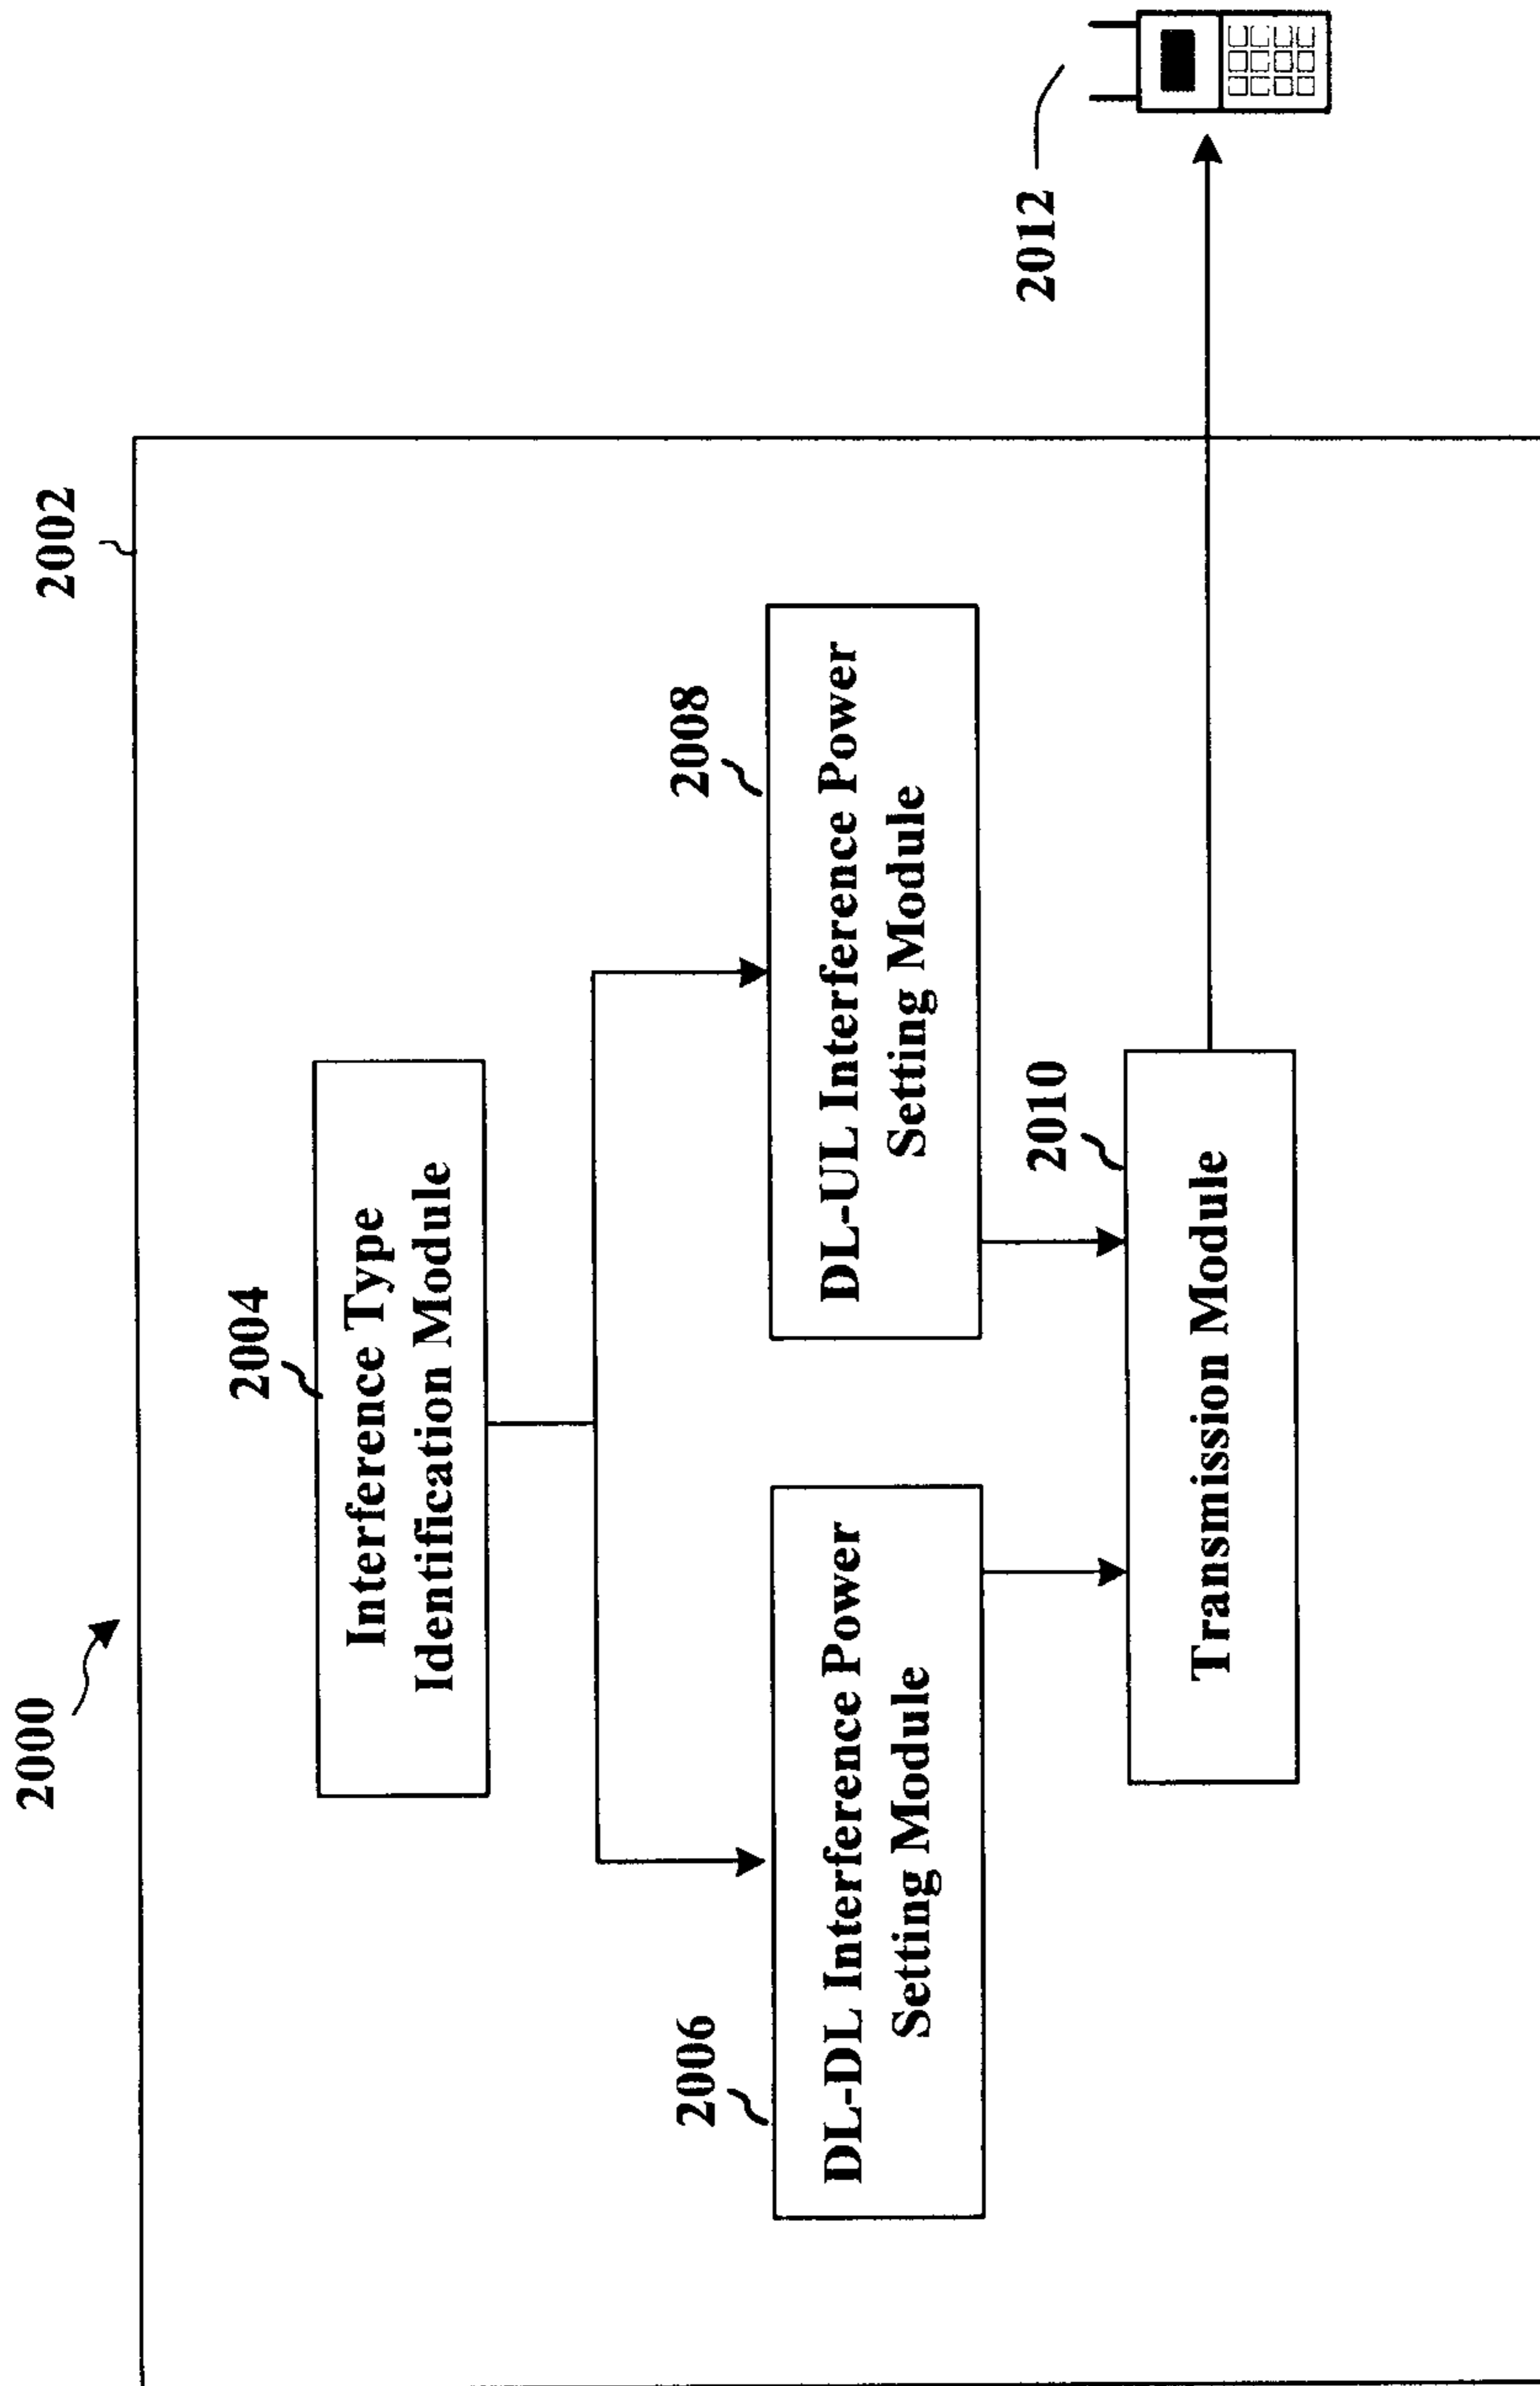 2000
2002
2004
Interference Type
Identification Module
2006
DL-DL Interference Power
Setting Module
2008
DL-UL Interference Power
Setting Module
2010
Transmission Module
2012